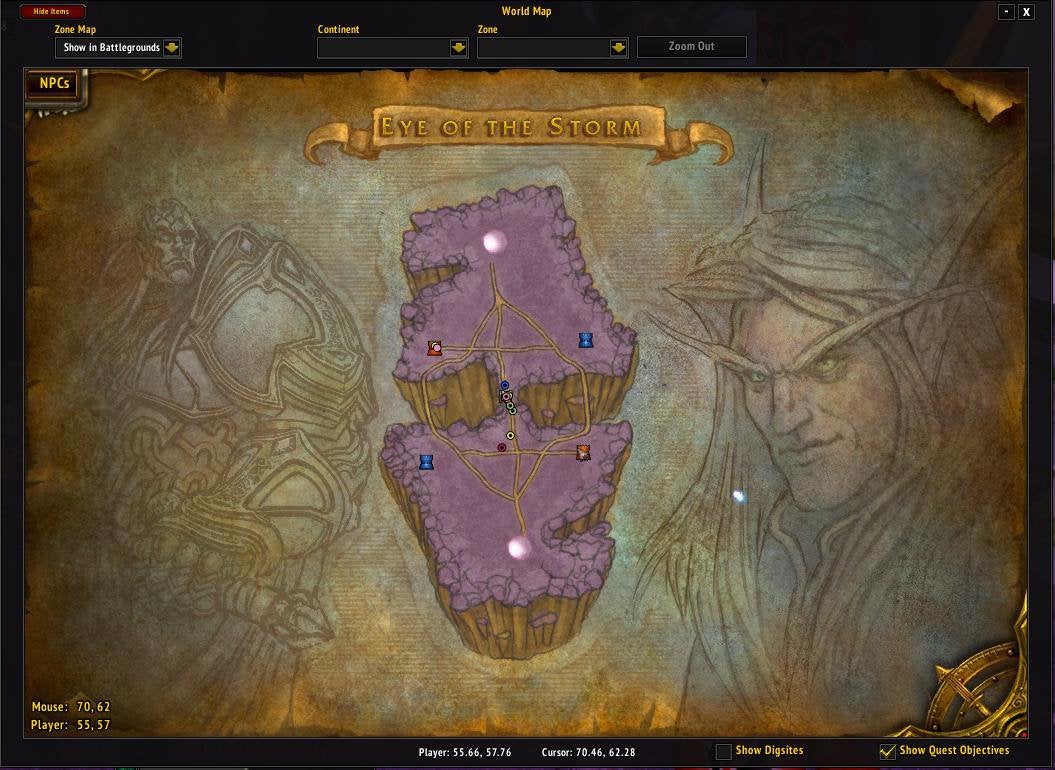 Hide Items
World Map
- X
Zone Map
Continent
Zone
Show in Battlegrounds
Zoom Out
NPCs
EYE OF THE STORM
Mouse: 70, 62
Player: 55, 57
Player: 55.66, 57.76
Cursor: 70.46, 62.28
Show Digsites
Show Quest Objectives